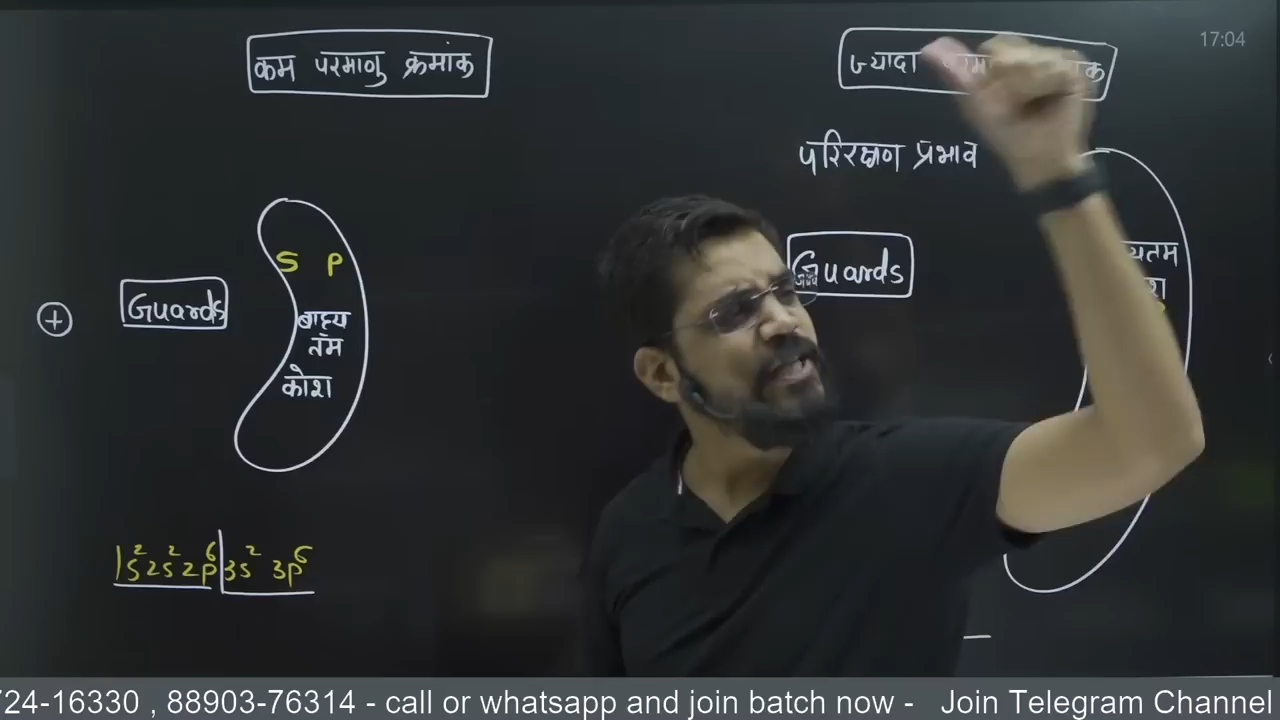 17:04
कम परमाणु क्रमांक
ज्यादा
परिरक्षण प्रभाव
S P
Guards
Guards
बाह्य
तम
कोश
1s² 2s² 2p⁶ 3s² 3p⁶
24-16330 , 88903-76314 - call or whatsapp and join batch now - Join Telegram Channel